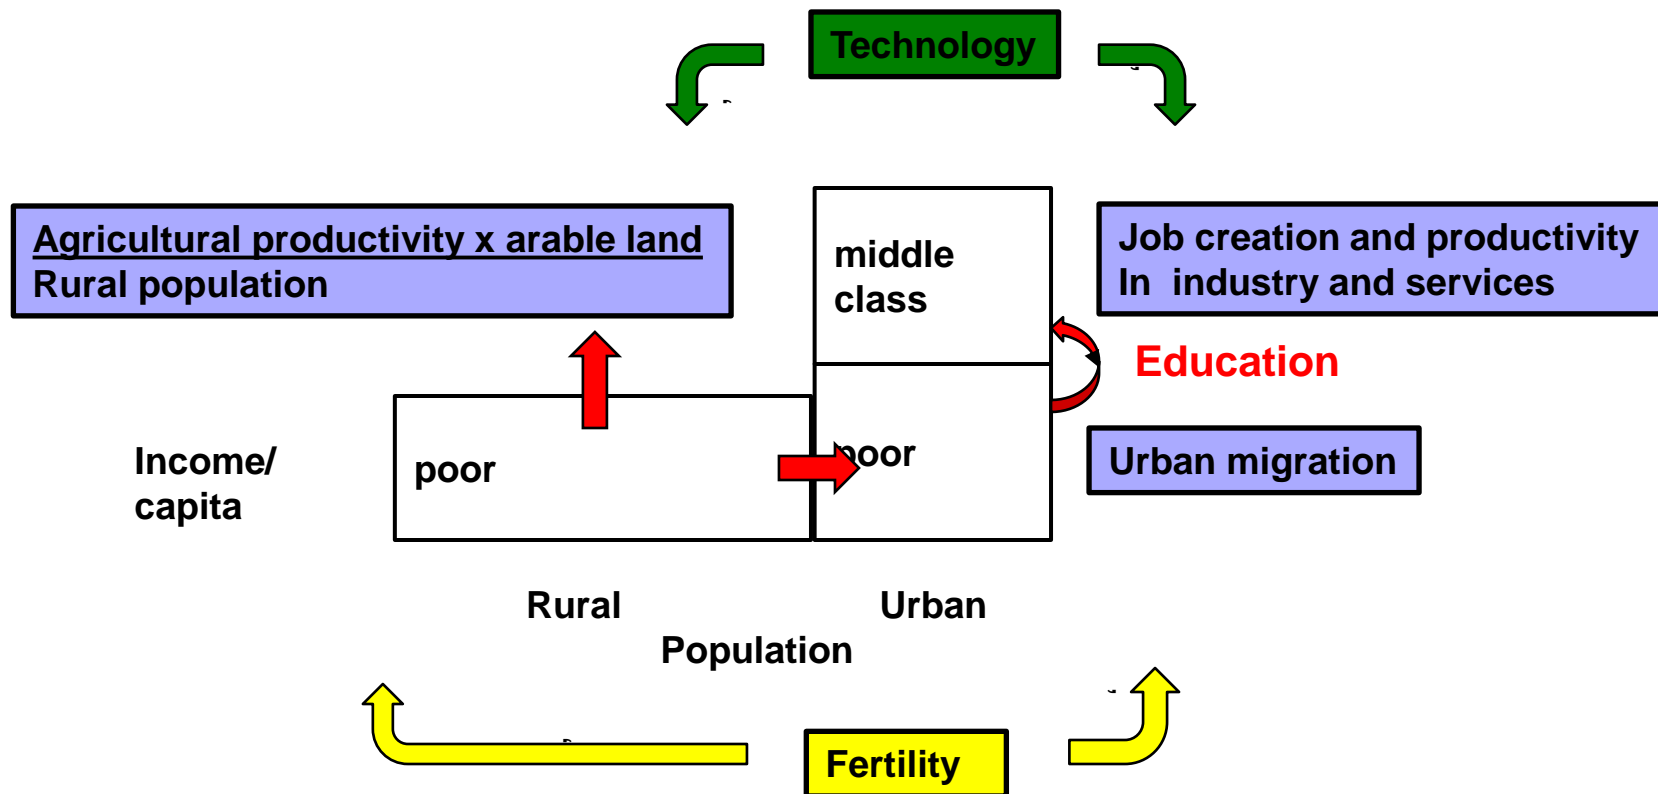 Technology
Agricultural productivity x arable land
Rural population
middle
class
Job creation and productivity
In  industry and services
Education
Income/
capita
poor
poor
Urban migration
Rural
Urban
Population
Fertility